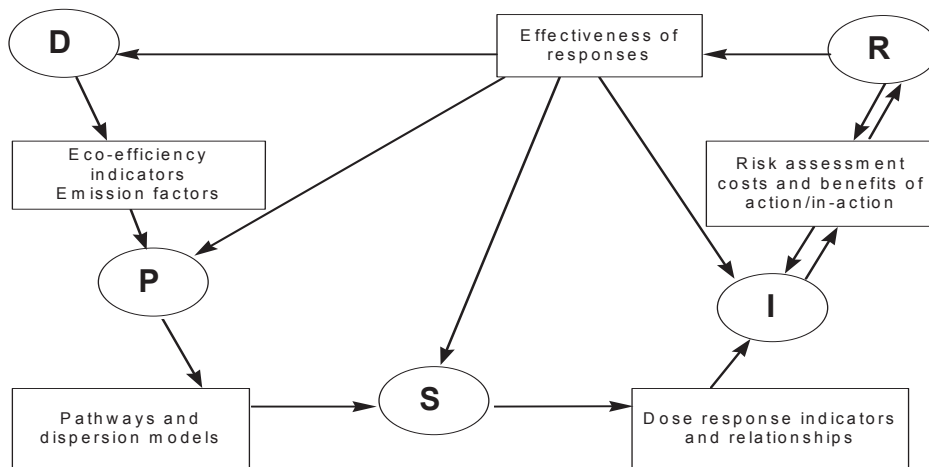 D
Effectiveness of
responses
R
Eco-efficiency
indicators
Emission factors
Risk assessment
costs and benefits of
action/in-action
P
I
S
Pathways and
dispersion models
Dose response indicators
and relationships